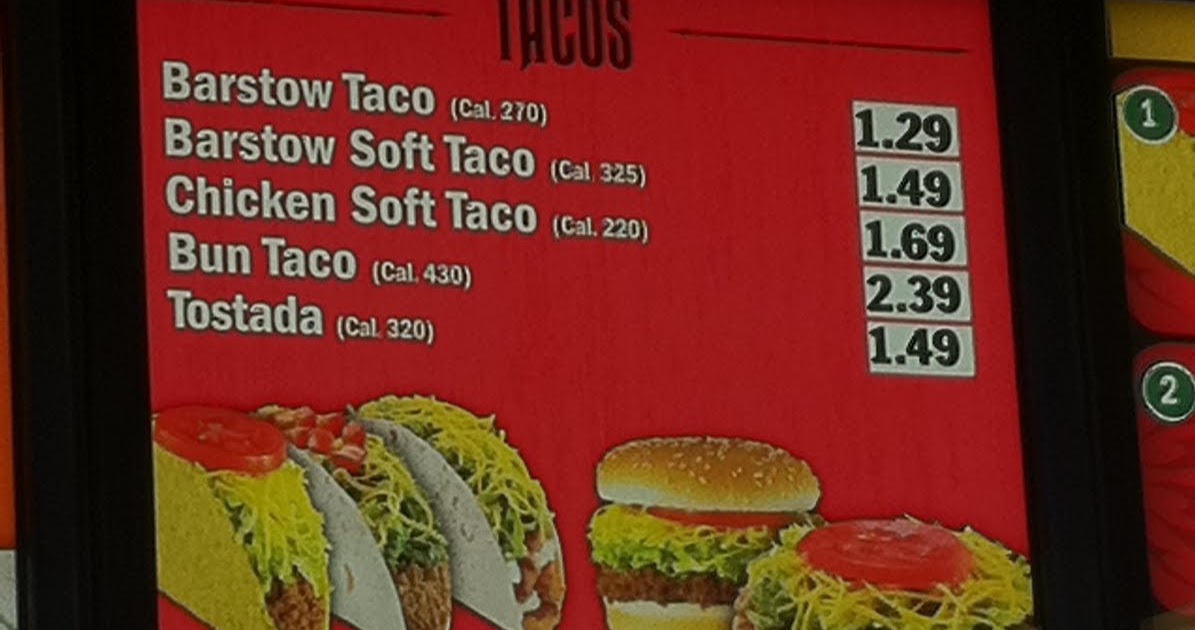 TACOS
Barstow Taco (Cal. 270) 1.29
Barstow Soft Taco (Cal. 325) 1.49
Chicken Soft Taco (Cal. 220) 1.69
Bun Taco (Cal. 430) 2.39
Tostada (Cal. 320) 1.49
1
2